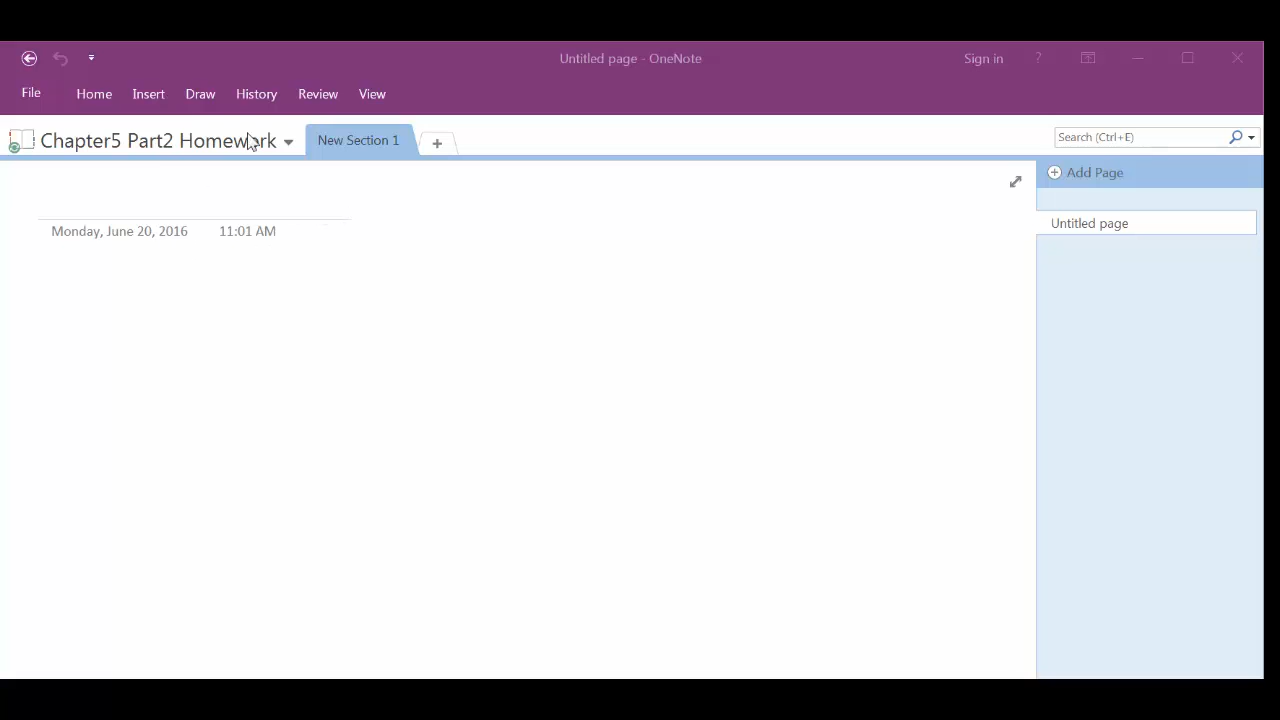 Untitled page - OneNote
Sign in ?
File Home Insert Draw History Review View
Chapter5 Part2 Homework New Section 1 + Search (Ctrl+E)
Add Page
Monday, June 20, 2016 11:01 AM
Untitled page